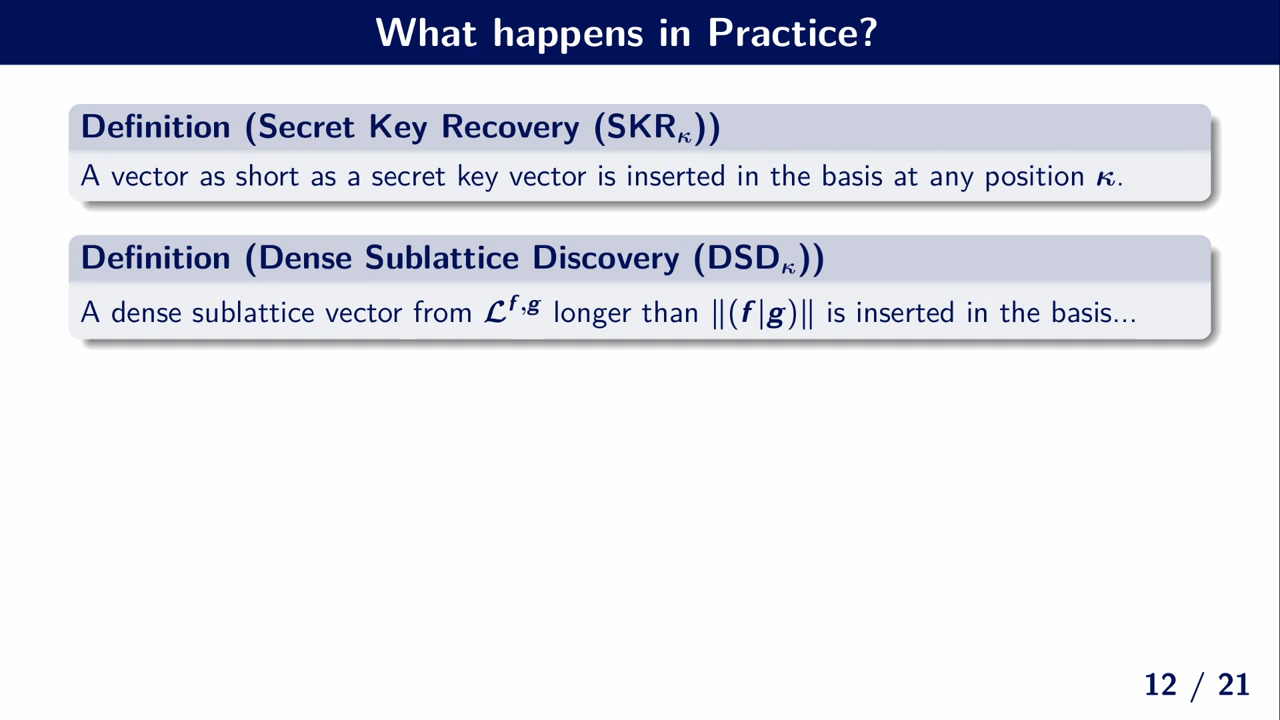 What happens in Practice?
Definition (Secret Key Recovery (SKR_κ))
A vector as short as a secret key vector is inserted in the basis at any position κ.
Definition (Dense Sublattice Discovery (DSD_κ))
A dense sublattice vector from 𝓛^{f,g} longer than ‖(f|g)‖ is inserted in the basis...
12 / 21